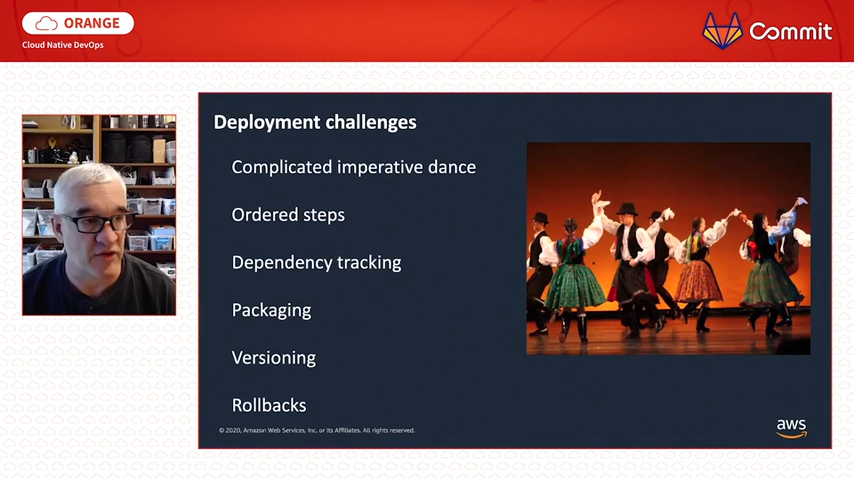 ORANGE
Cloud Native DevOps
Commit
Deployment challenges
Complicated imperative dance
Ordered steps
Dependency tracking
Packaging
Versioning
Rollbacks
© 2020, Amazon Web Services, Inc. or its Affiliates. All rights reserved.
aws